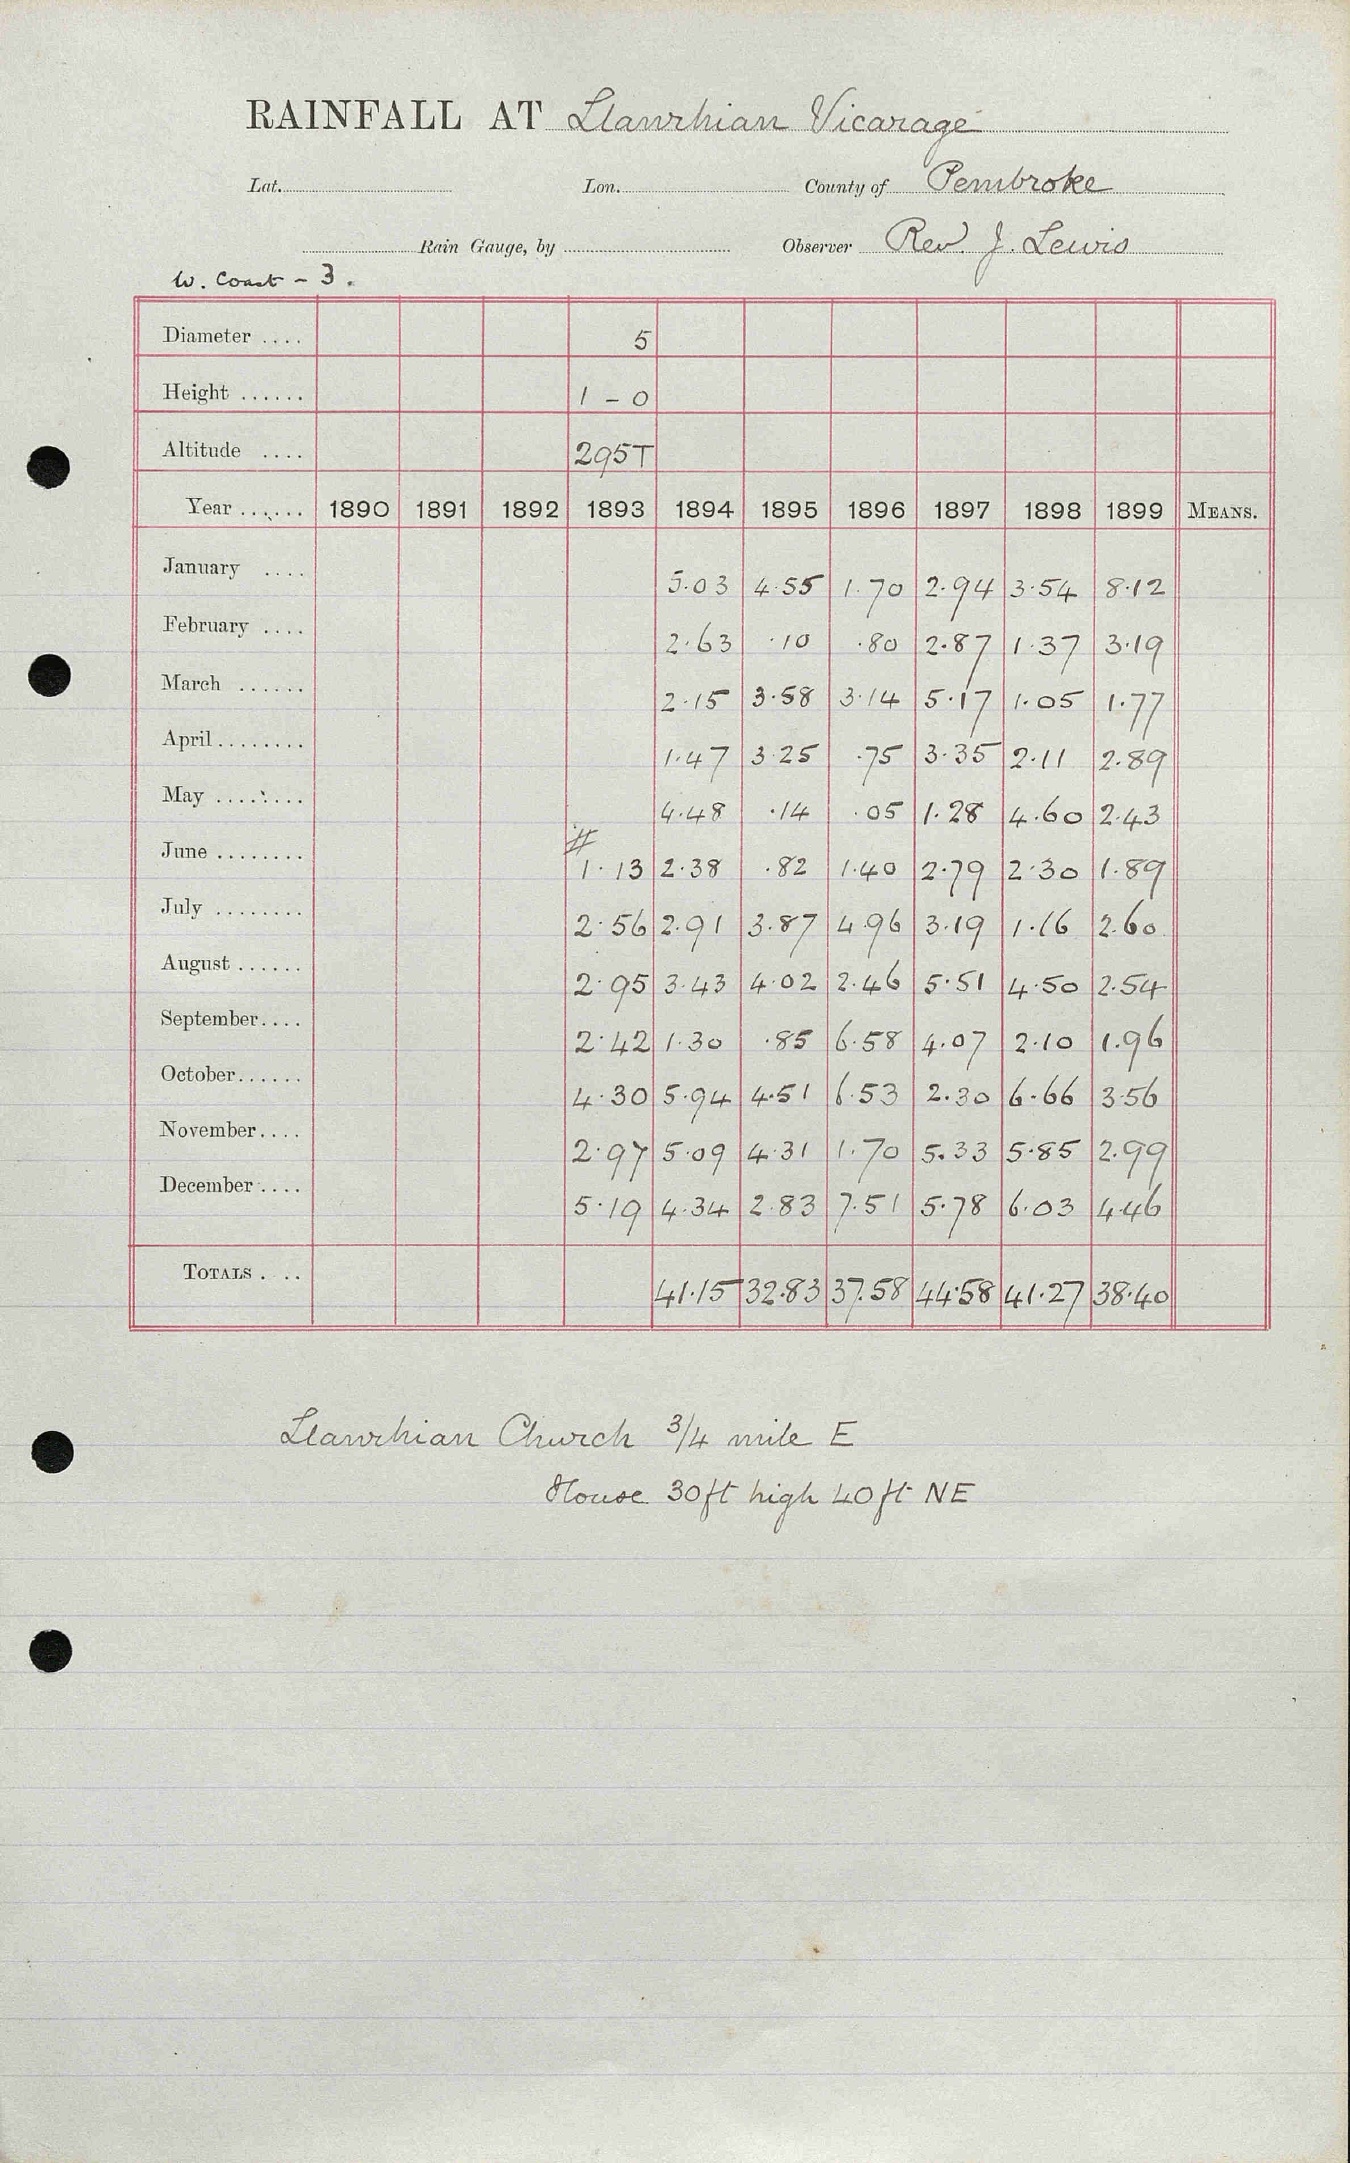 RAINFALL AT Llanrhian Vicarage
Lat. Lon. County of Pembroke
Rain Gauge, by Observer Rev. J. Lewis
W. Coast - 3.
Diameter .... 5
Height ...... 1 - 0
Altitude .... 295T
Year ...... 1890 1891 1892 1893 1894 1895 1896 1897 1898 1899 MEANS.
January .... 5.03 4.55 1.70 2.94 3.54 8.12
February .... 2.63 .10 .80 2.87 1.37 3.19
March ...... 2.15 3.58 3.14 5.17 1.05 1.77
April ........ 1.47 3.25 .75 3.35 2.11 2.89
May ........ 4.48 .14 .05 1.28 4.60 2.43
#
June ........ 1.13 2.38 .82 1.40 2.79 2.30 1.89
July ........ 2.56 2.91 3.87 4.96 3.19 1.16 2.60
August ...... 2.95 3.43 4.02 2.46 5.51 4.50 2.54
September.... 2.42 1.30 .85 6.58 4.07 2.10 1.96
October...... 4.30 5.94 4.51 6.53 2.30 6.66 3.56
November.... 2.97 5.09 4.31 1.70 5.33 5.85 2.99
December.... 5.19 4.34 2.83 7.51 5.78 6.03 4.46
TOTALS . .. 41.15 32.83 37.58 44.58 41.27 38.40
Llanrhian Church 3/4 mile E
House 30ft high 40ft NE